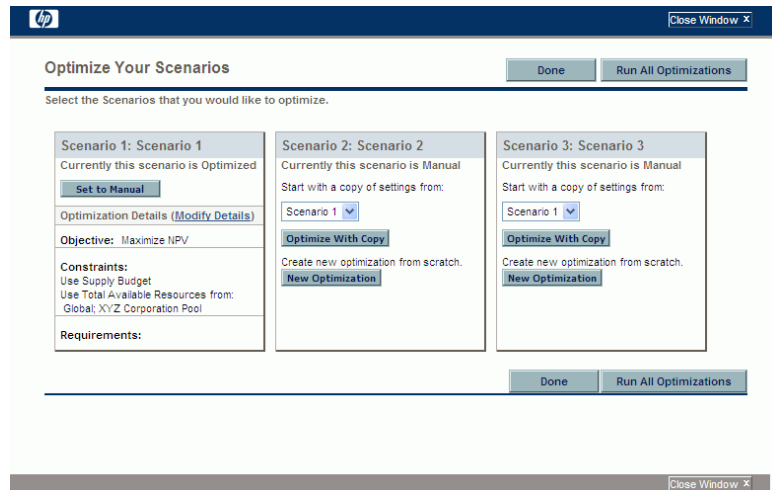 hp
Close Window x
Optimize Your Scenarios
Done
Run All Optimizations
Select the Scenarios that you would like to optimize.
Scenario 1: Scenario 1
Currently this scenario is Optimized
Set to Manual
Optimization Details (Modify Details)
Objective: Maximize NPV
Constraints:
Use Supply Budget
Use Total Available Resources from:
Global; XYZ Corporation Pool
Requirements:
Scenario 2: Scenario 2
Currently this scenario is Manual
Start with a copy of settings from:
Scenario 1
Optimize With Copy
Create new optimization from scratch.
New Optimization
Scenario 3: Scenario 3
Currently this scenario is Manual
Start with a copy of settings from:
Scenario 1
Optimize With Copy
Create new optimization from scratch.
New Optimization
Done
Run All Optimizations
Close Window x